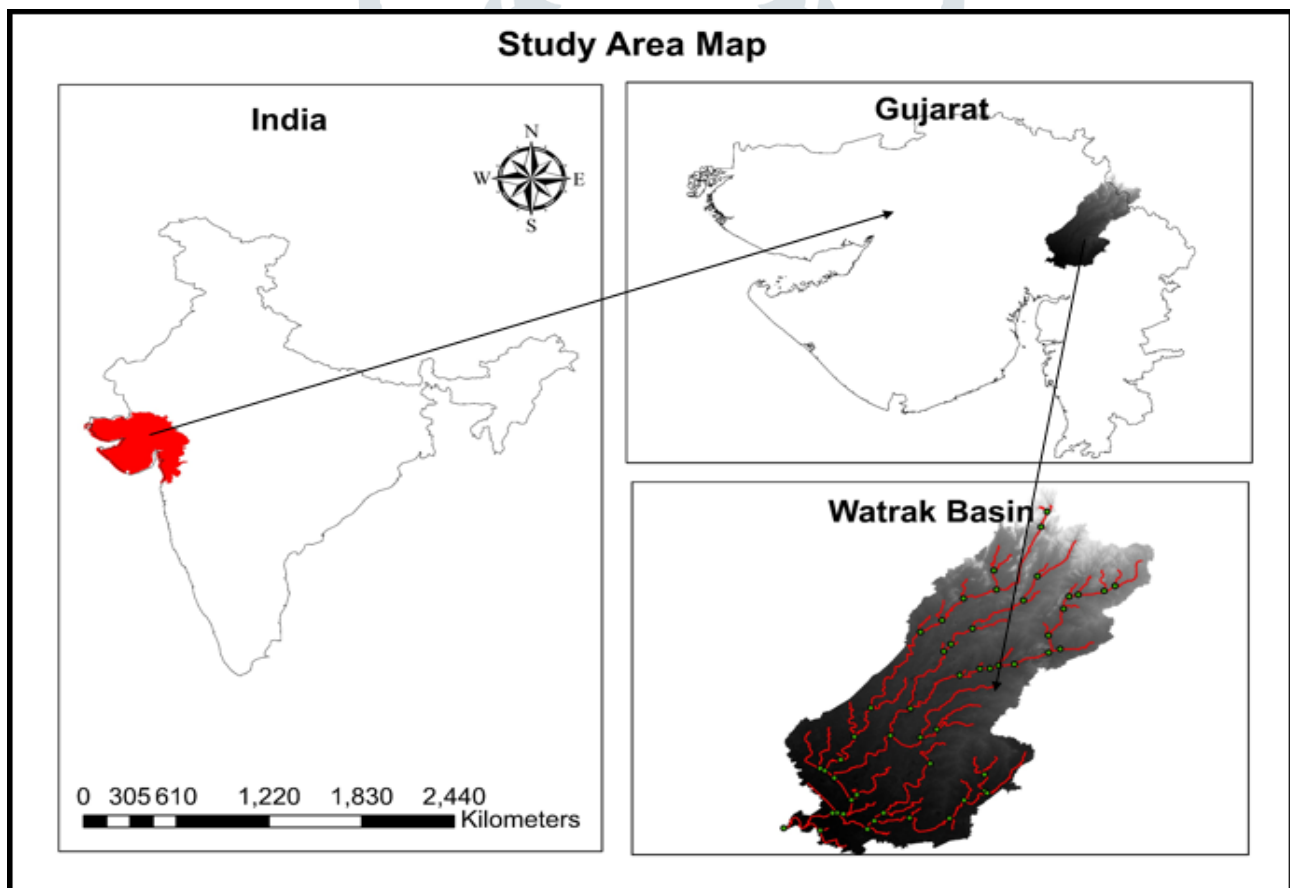 Study Area Map
India
N
W E
S
0 305 610 1,220 1,830 2,440
Kilometers
Gujarat
Watrak Basin